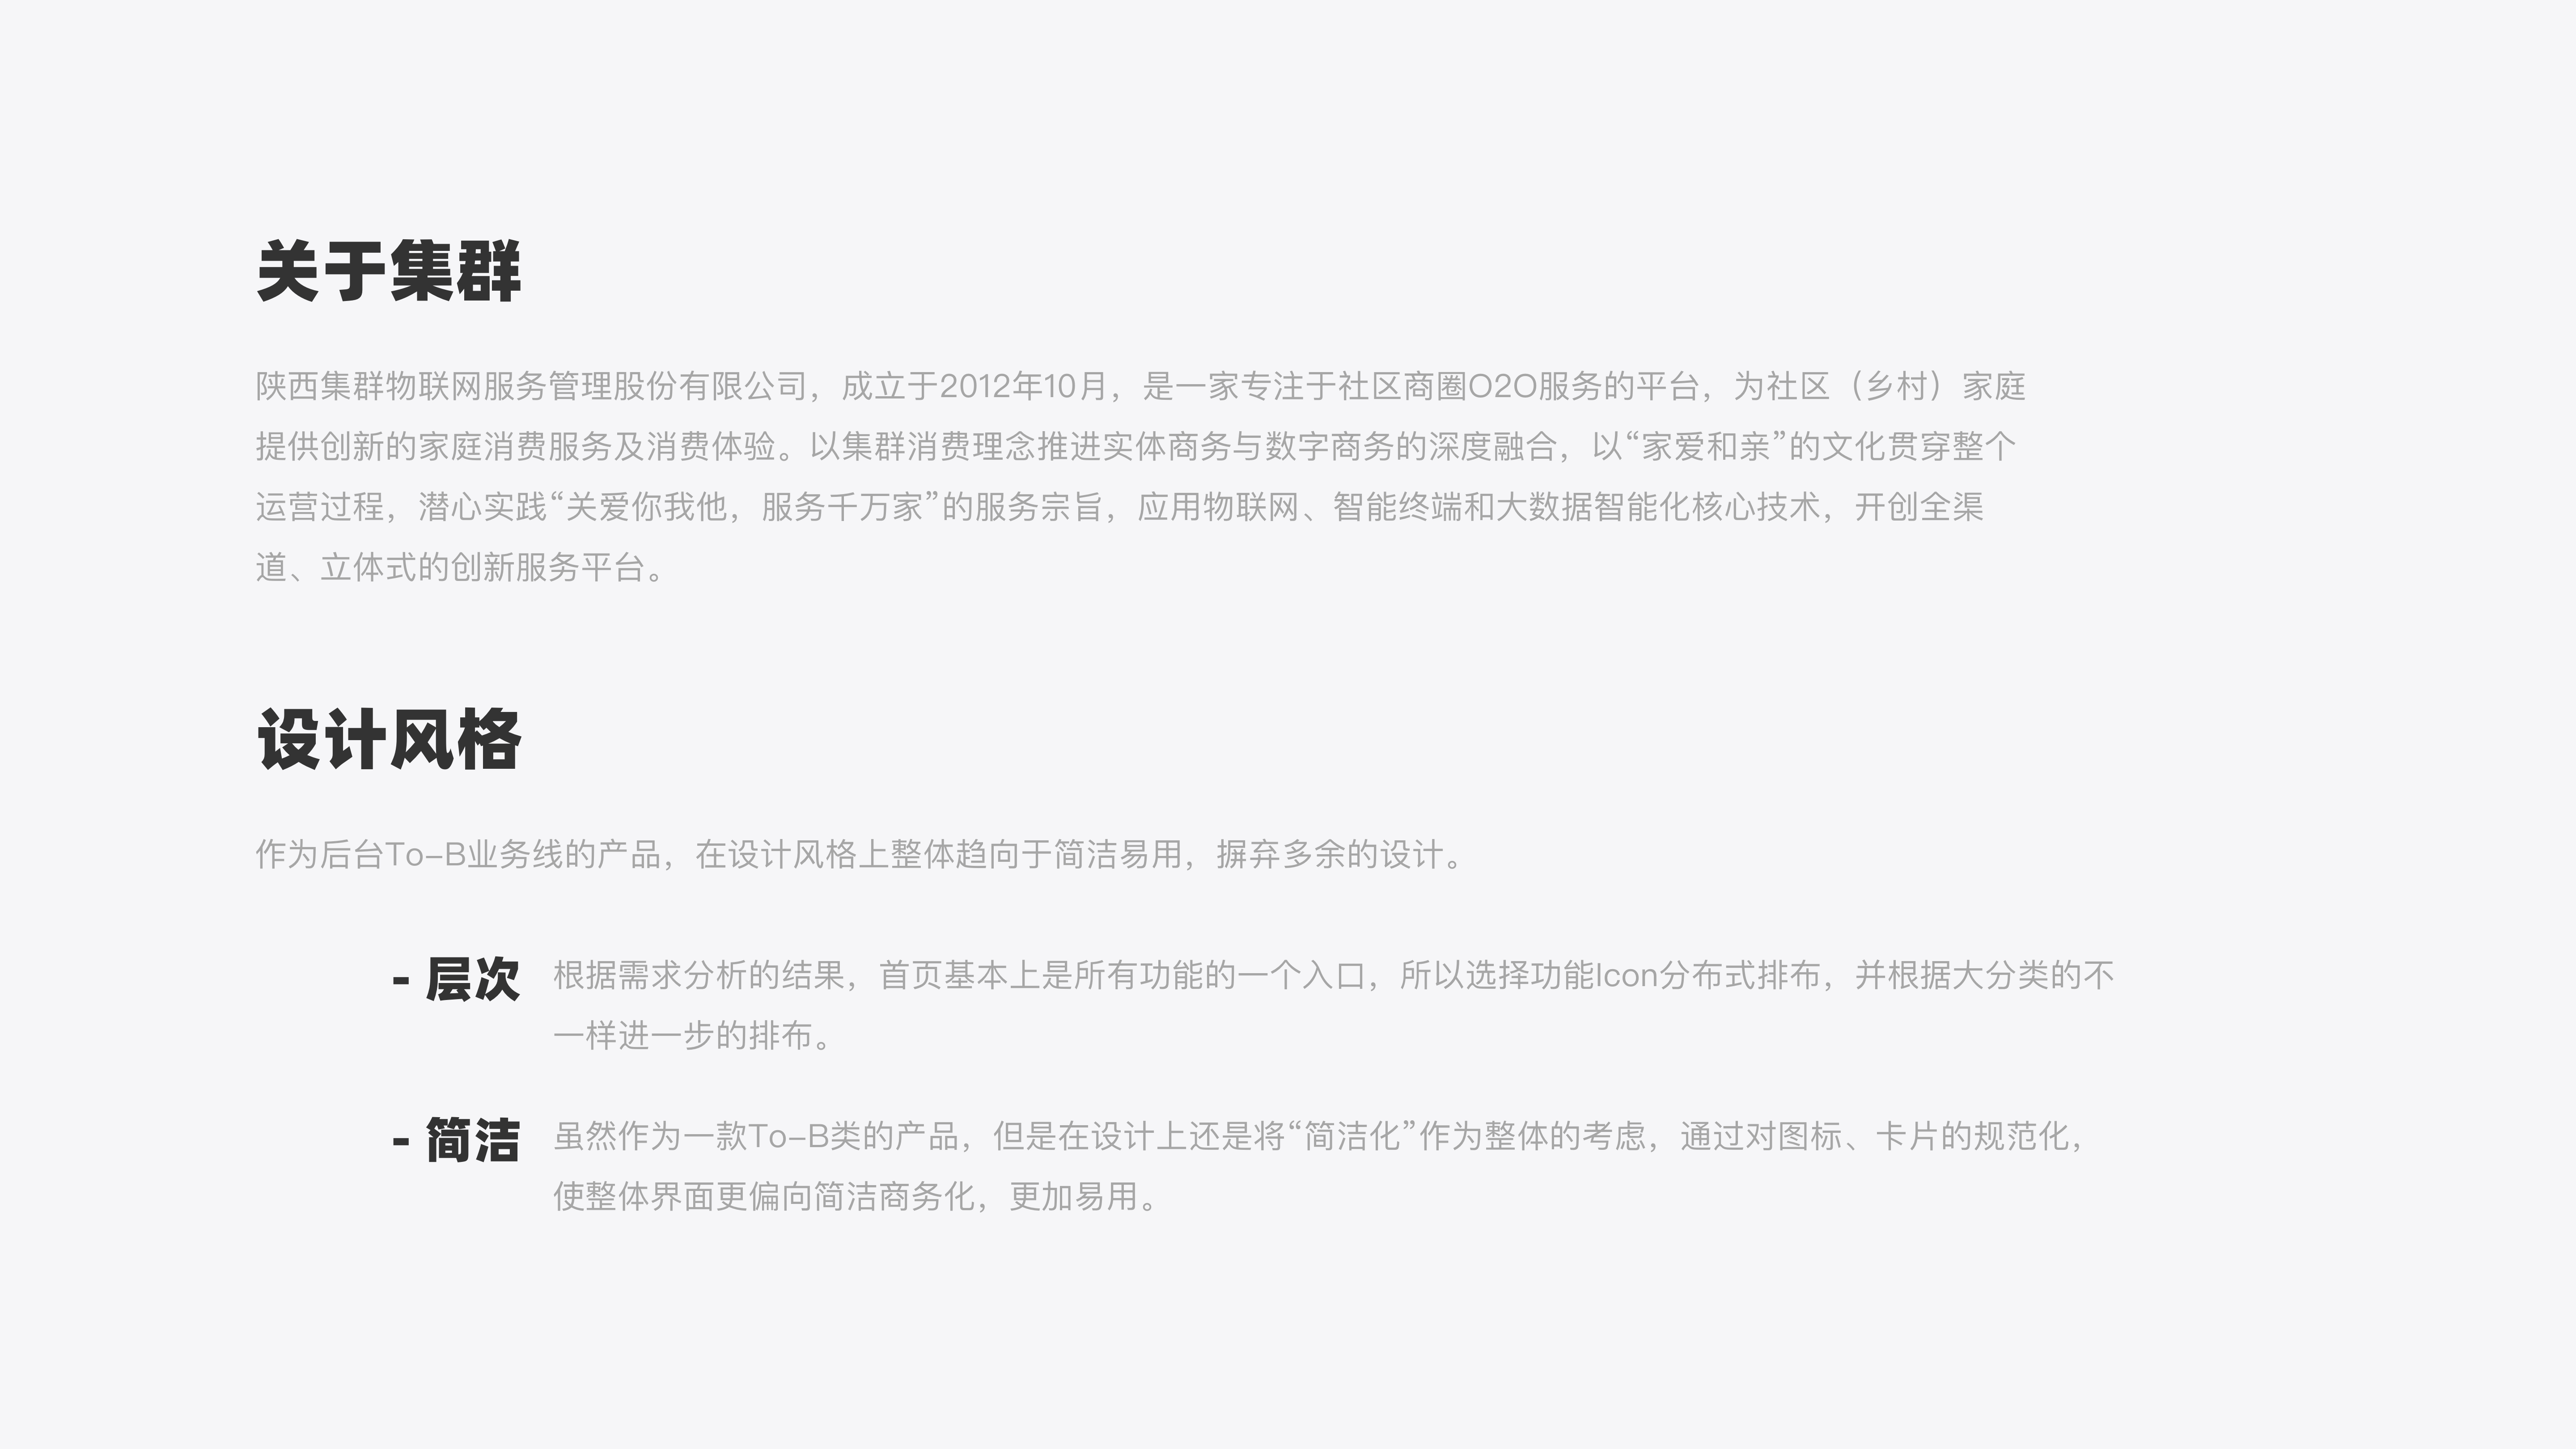 关于集群
陕西集群物联网服务管理股份有限公司，成立于2012年10月，是一家专注于社区商圈O2O服务的平台，为社区（乡村）家庭
提供创新的家庭消费服务及消费体验。以集群消费理念推进实体商务与数字商务的深度融合，以“家爱和亲”的文化贯穿整个
运营过程，潜心实践“关爱你我他，服务千万家”的服务宗旨，应用物联网、智能终端和大数据智能化核心技术，开创全渠
道、立体式的创新服务平台。
设计风格
作为后台To-B业务线的产品，在设计风格上整体趋向于简洁易用，摒弃多余的设计。
- 层次 根据需求分析的结果，首页基本上是所有功能的一个入口，所以选择功能Icon分布式排布，并根据大分类的不
一样进一步的排布。
- 简洁 虽然作为一款To-B类的产品，但是在设计上还是将“简洁化”作为整体的考虑，通过对图标、卡片的规范化，
使整体界面更偏向简洁商务化，更加易用。